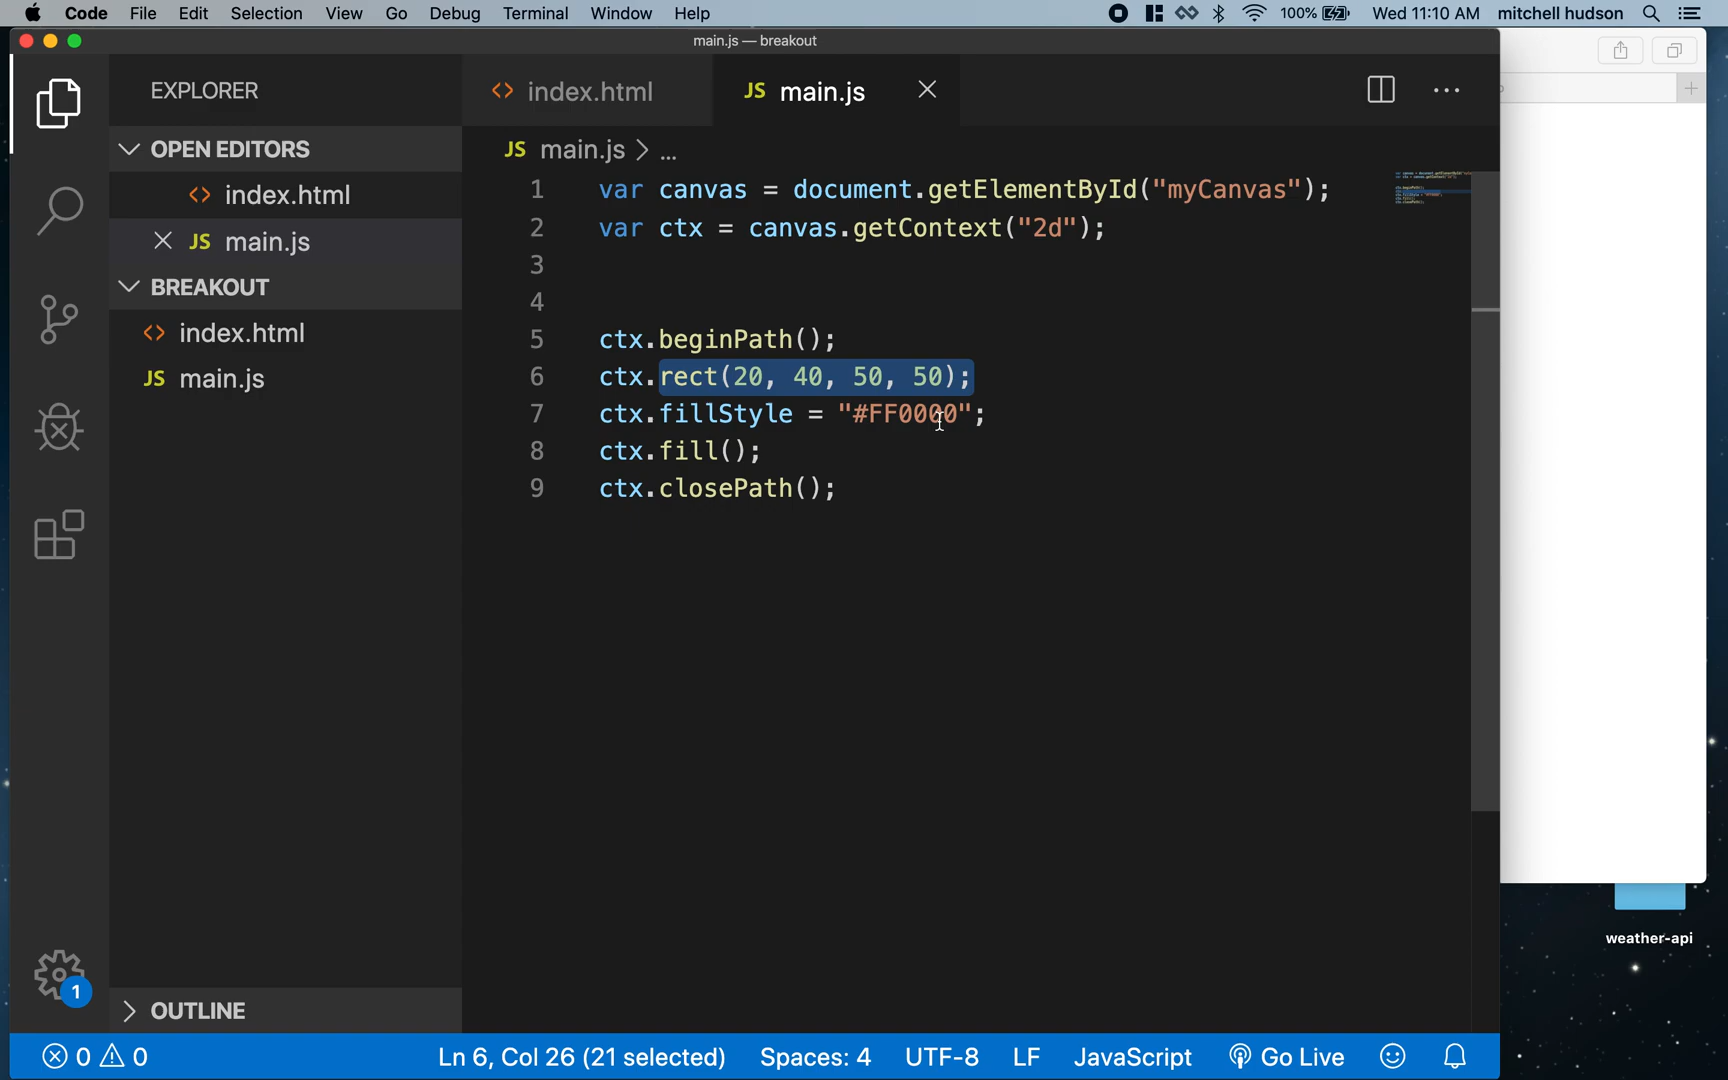 Code File Edit Selection View Go Debug Terminal Window Help 100% Wed 11:10 AM mitchell hudson
main.js — breakout
EXPLORER
OPEN EDITORS
index.html
JS main.js
BREAKOUT
index.html
JS main.js
OUTLINE
index.html JS main.js
JS main.js > ...
1 var canvas = document.getElementById("myCanvas");
2 var ctx = canvas.getContext("2d");
3
4
5 ctx.beginPath();
6 ctx.rect(20, 40, 50, 50);
7 ctx.fillStyle = "#FF0000";
8 ctx.fill();
9 ctx.closePath();
weather-api
1
0 0 Ln 6, Col 26 (21 selected) Spaces: 4 UTF-8 LF JavaScript Go Live